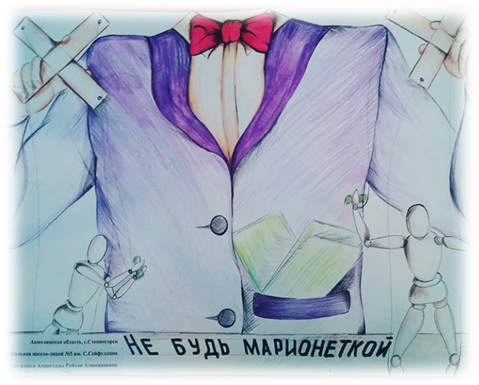 Акмолинская область, г.Степногорск
школа-лицей №5 им. С.Сейфуллина
НЕ БУДЬ МАРИОНЕТКОЙ